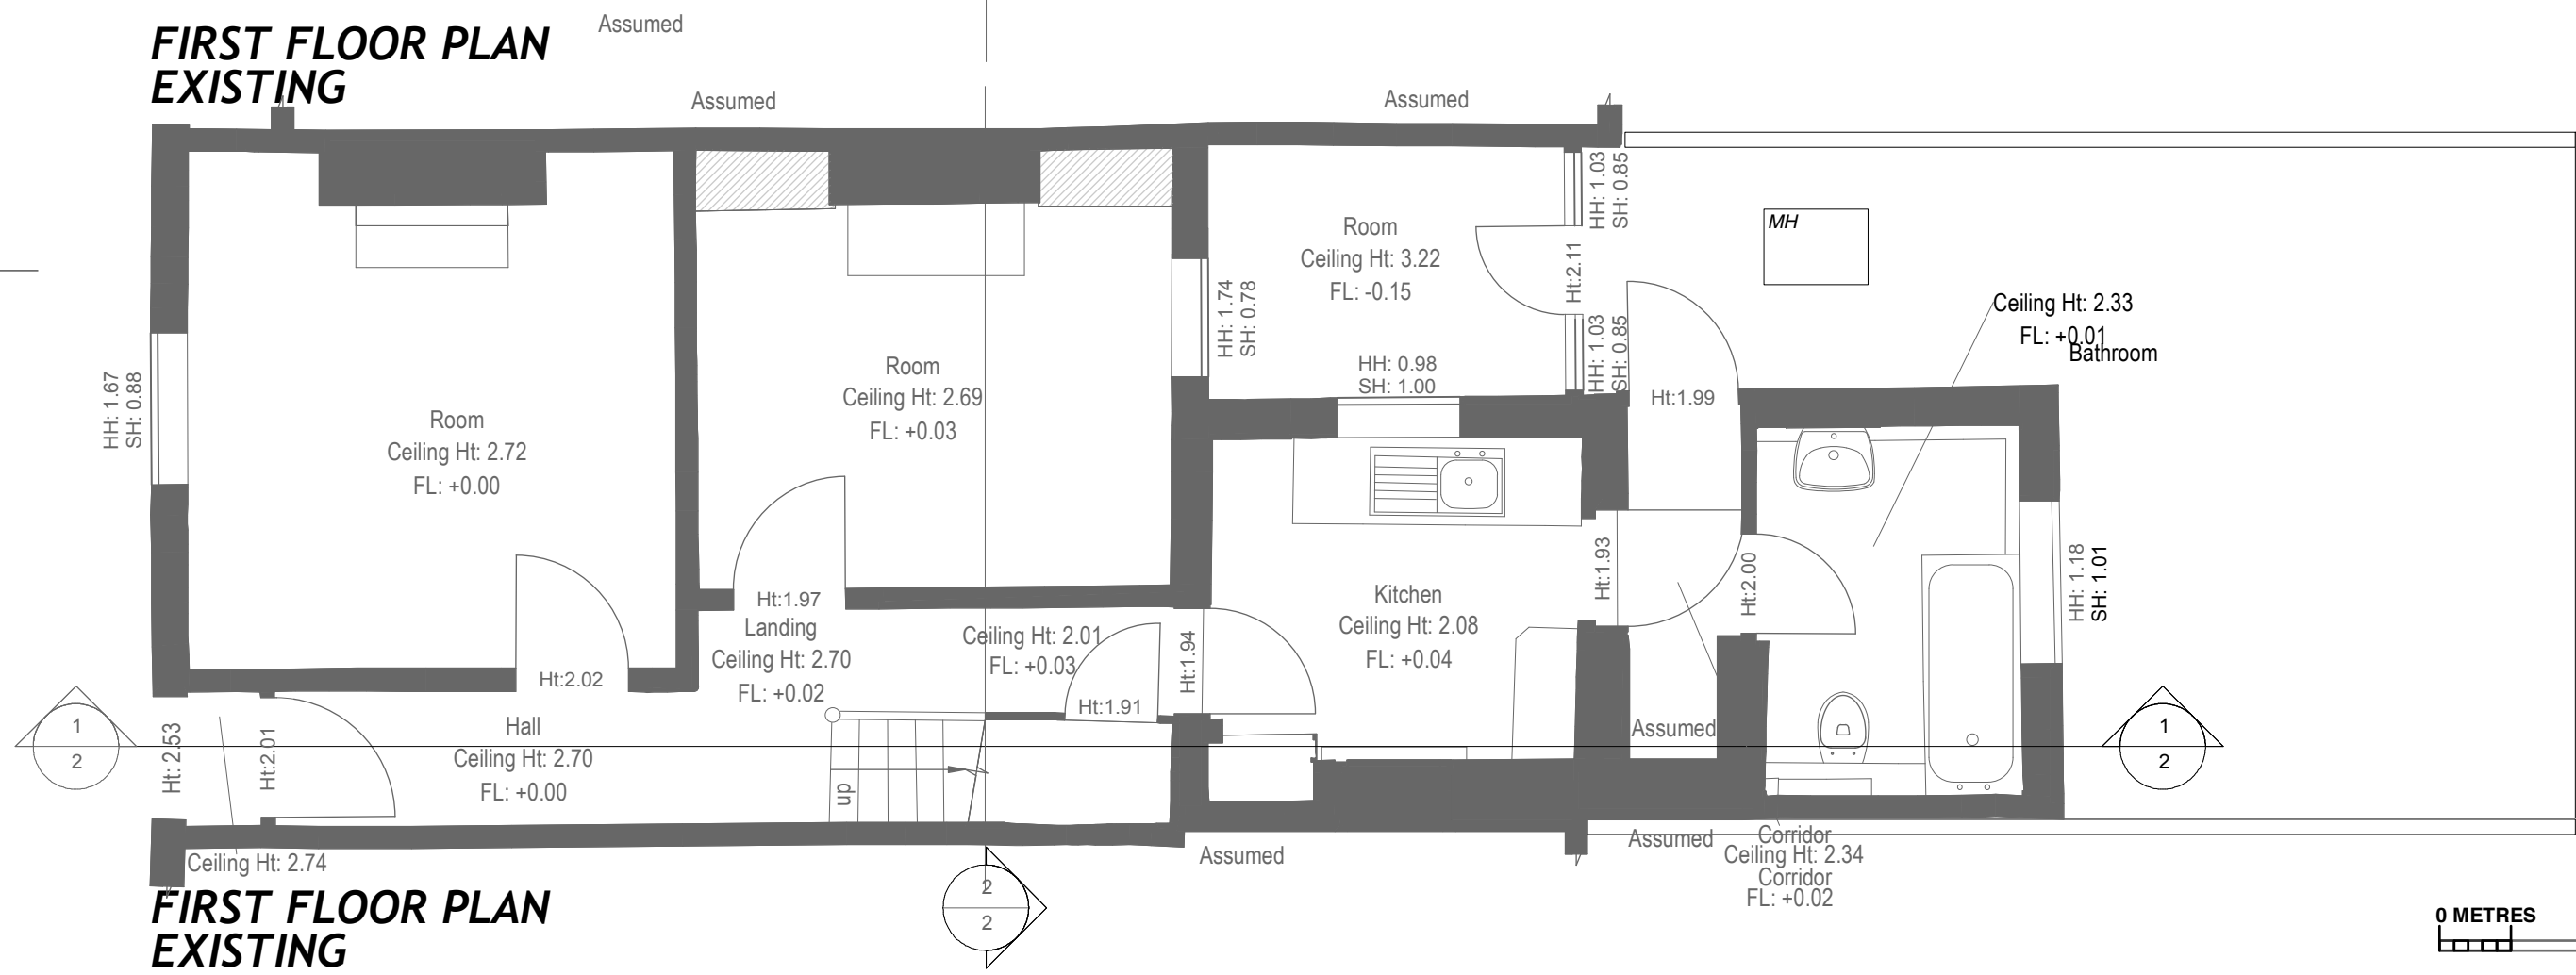 FIRST FLOOR PLAN
EXISTING
Assumed
Assumed
Assumed
HH: 1.03
SH: 0.85
MH
Room
Ceiling Ht: 3.22
FL: -0.15
Ht:2.11
HH: 1.74
SH: 0.78
Ceiling Ht: 2.33
FL: +0.01
Bathroom
HH: 1.03
SH: 0.85
HH: 0.98
SH: 1.00
Ht:1.99
HH: 1.67
SH: 0.88
Room
Ceiling Ht: 2.72
FL: +0.00
Room
Ceiling Ht: 2.69
FL: +0.03
Ht:1.97
Landing
Ceiling Ht: 2.70
FL: +0.02
Ceiling Ht: 2.01
FL: +0.03
Ht:1.94
Ht:1.91
Kitchen
Ceiling Ht: 2.08
FL: +0.04
Ht:1.93
Ht:2.00
HH: 1.18
SH: 1.01
Ht:2.02
1
2
Ht: 2.53
Ht:2.01
Hall
Ceiling Ht: 2.70
FL: +0.00
up
Assumed
1
2
Ceiling Ht: 2.74
Assumed
Assumed
Corridor
Ceiling Ht: 2.34
Corridor
FL: +0.02
2
2
FIRST FLOOR PLAN
EXISTING
0 METRES